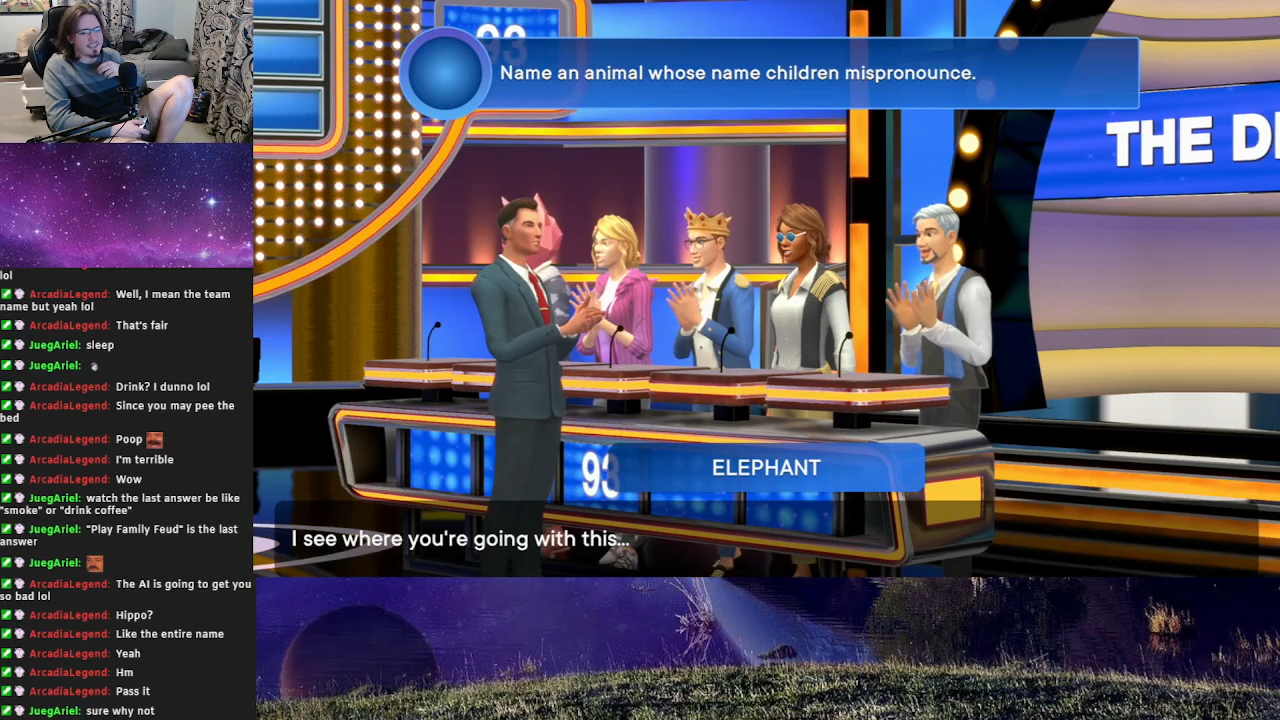 lol
ArcadiaLegend: Well, I mean the team
name but yeah lol
ArcadiaLegend: That's fair
JuegAriel: sleep
JuegAriel:
ArcadiaLegend: Drink? I dunno lol
ArcadiaLegend: Since you may pee the
bed
ArcadiaLegend: Poop
ArcadiaLegend: I'm terrible
ArcadiaLegend: Wow
JuegAriel: watch the last answer be like
"smoke" or "drink coffee"
JuegAriel: "Play Family Feud" is the last
answer
JuegAriel:
ArcadiaLegend: The AI is going to get you
so bad lol
ArcadiaLegend: Hippo?
ArcadiaLegend: Like the entire name
ArcadiaLegend: Yeah
ArcadiaLegend: Hm
ArcadiaLegend: Pass it
JuegAriel: sure why not
93
Name an animal whose name children mispronounce.
THE D
93
ELEPHANT
I see where you're going with this...